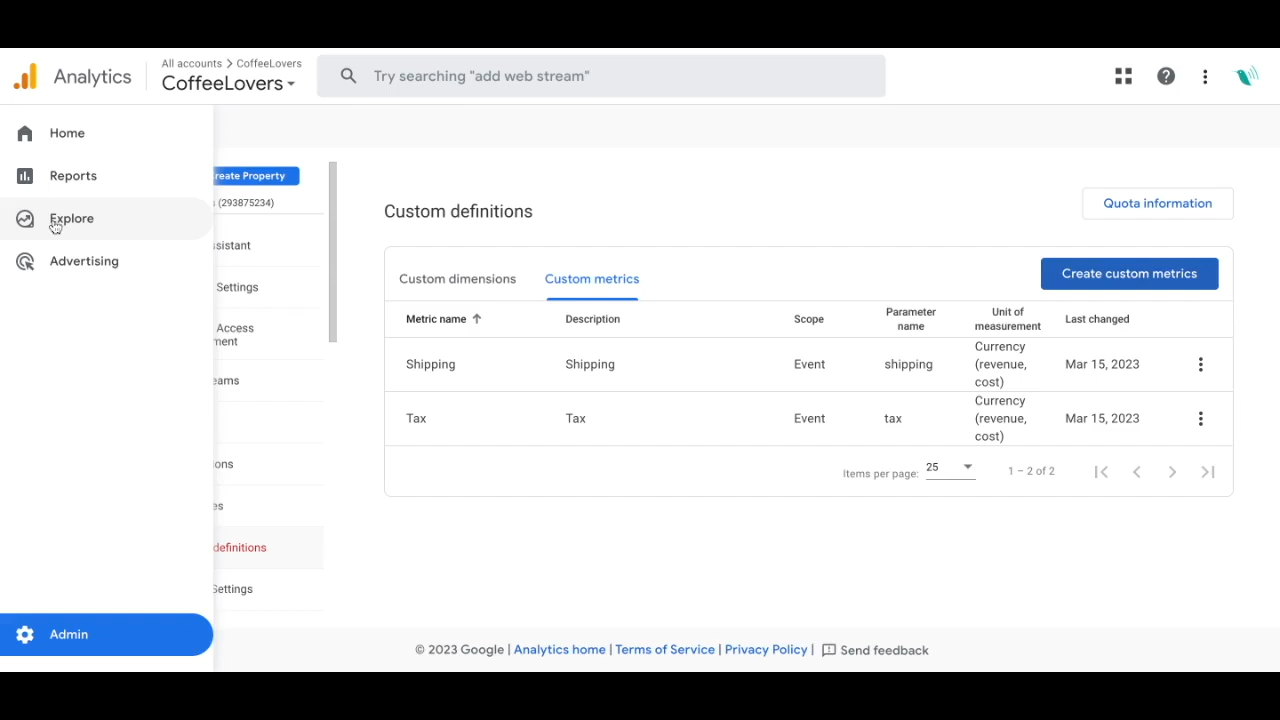 Analytics
All accounts > CoffeeLovers
CoffeeLovers
Try searching "add web stream"
Home
Reports
Explore
Advertising
Admin
reate Property
(293875234)
sistant
Settings
Access
ment
eams
ions
es
definitions
Settings
Custom definitions
Quota information
Custom dimensions
Custom metrics
Create custom metrics
Metric name
Description
Scope
Parameter
name
Unit of
measurement
Last changed
Shipping
Shipping
Event
shipping
Currency
(revenue,
cost)
Mar 15, 2023
Tax
Tax
Event
tax
Currency
(revenue,
cost)
Mar 15, 2023
Items per page:
25
1 – 2 of 2
© 2023 Google | Analytics home | Terms of Service | Privacy Policy | Send feedback